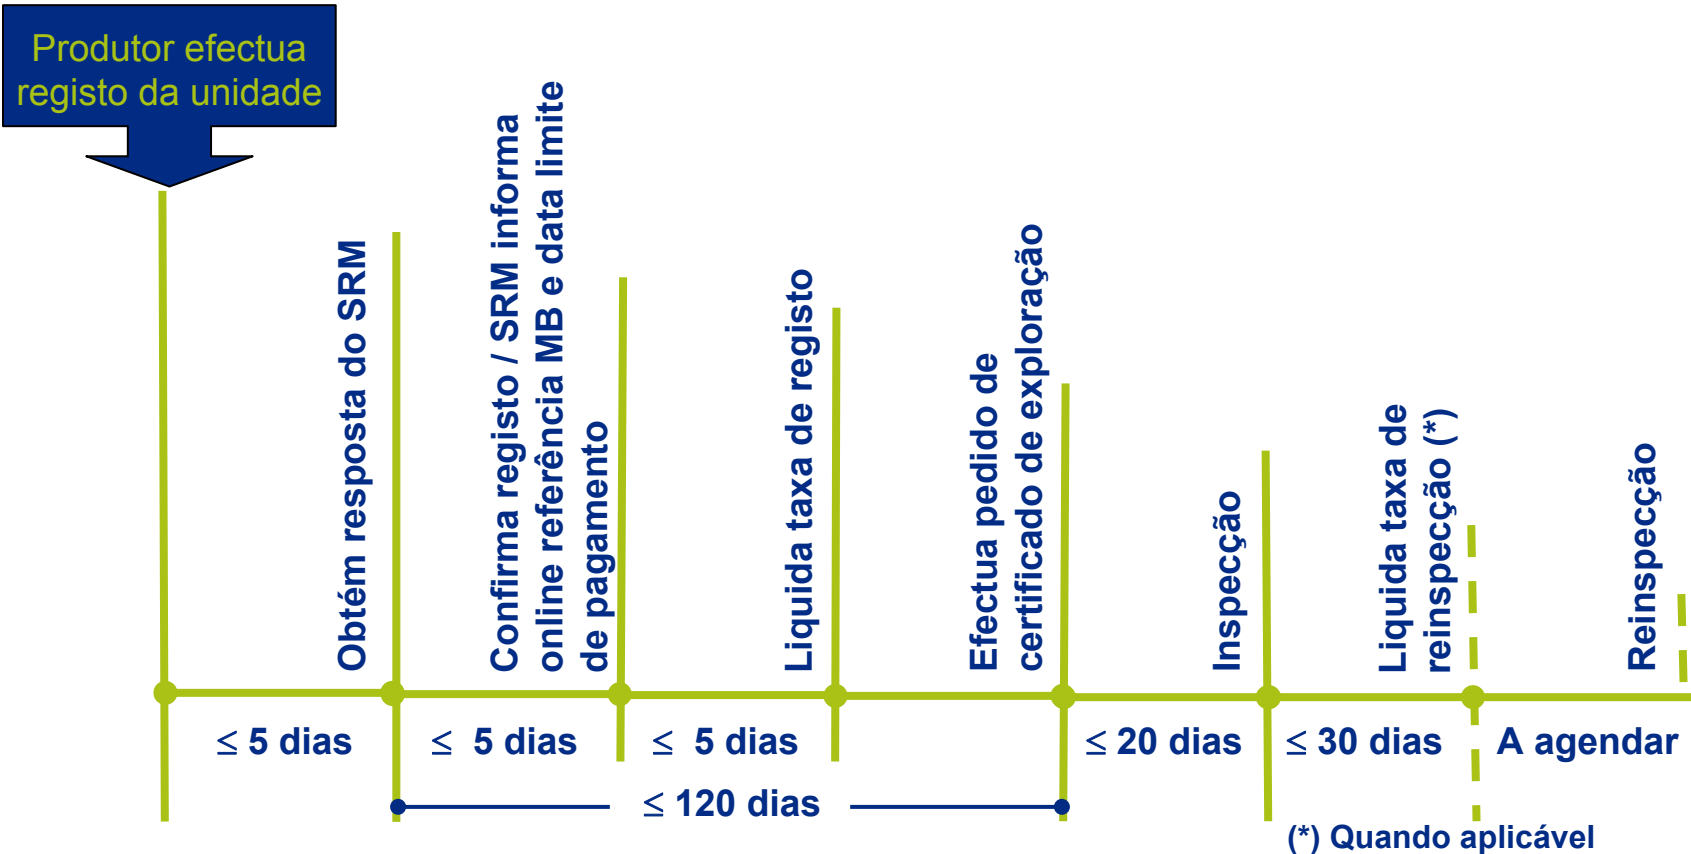 Produtor efectua
registo da unidade
Obtém resposta do SRM
Confirma registo / SRM informa
online referência MB e data limite
de pagamento
Liquida taxa de registo
Efectua pedido de
certificado de exploração
Inspecção
Liquida taxa de
reinspecção (*)
Reinspecção
≤ 5 dias
≤ 5 dias
≤ 5 dias
≤ 20 dias
≤ 30 dias
A agendar
≤ 120 dias
(*) Quando aplicável